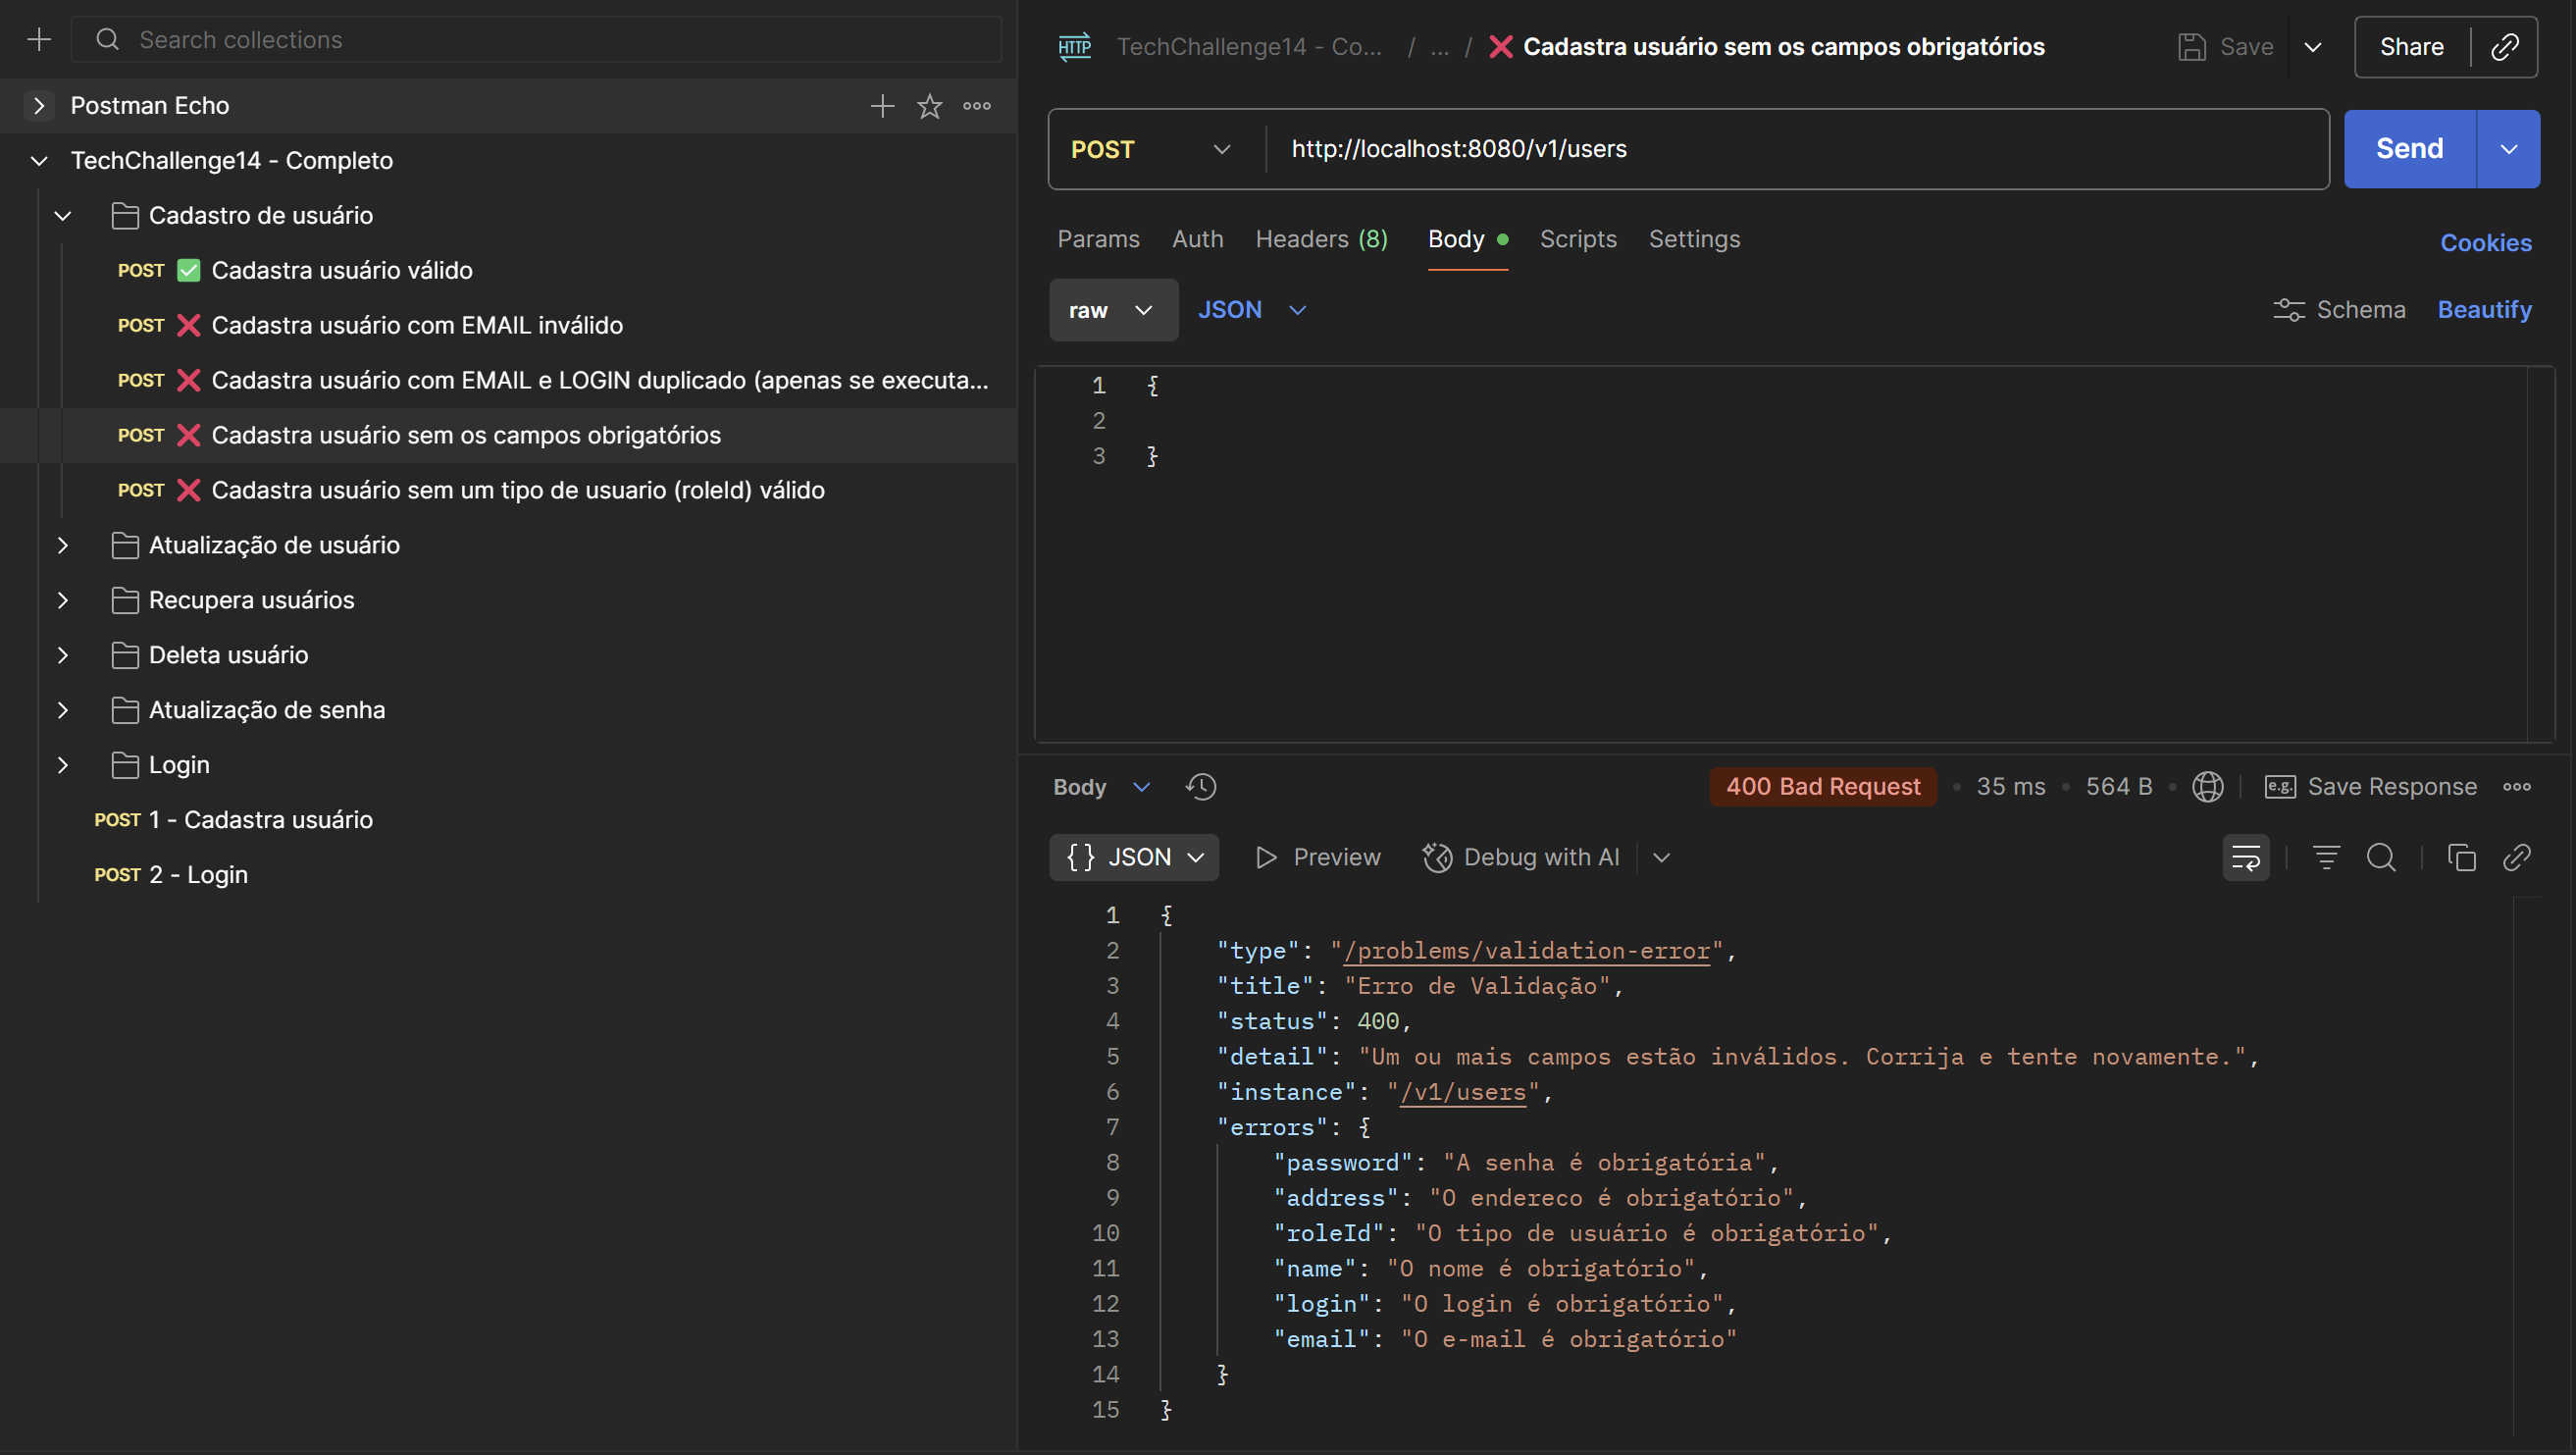 Search collections
Postman Echo
TechChallenge14 - Completo
Cadastro de usuário
POST ✅ Cadastra usuário válido
POST ❌ Cadastra usuário com EMAIL inválido
POST ❌ Cadastra usuário com EMAIL e LOGIN duplicado (apenas se executa...
POST ❌ Cadastra usuário sem os campos obrigatórios
POST ❌ Cadastra usuário sem um tipo de usuario (roleId) válido
Atualização de usuário
Recupera usuários
Deleta usuário
Atualização de senha
Login
POST 1 - Cadastra usuário
POST 2 - Login
HTTP TechChallenge14 - Co... / ... / ❌ Cadastra usuário sem os campos obrigatórios Save Share
POST http://localhost:8080/v1/users Send
Params Auth Headers (8) Body Scripts Settings Cookies
raw JSON Schema Beautify
1 {
2
3 }
Body 400 Bad Request 35 ms 564 B e.g. Save Response
{} JSON Preview Debug with AI
1 {
2 "type": "/problems/validation-error",
3 "title": "Erro de Validação",
4 "status": 400,
5 "detail": "Um ou mais campos estão inválidos. Corrija e tente novamente.",
6 "instance": "/v1/users",
7 "errors": {
8 "password": "A senha é obrigatória",
9 "address": "O endereco é obrigatório",
10 "roleId": "O tipo de usuário é obrigatório",
11 "name": "O nome é obrigatório",
12 "login": "O login é obrigatório",
13 "email": "O e-mail é obrigatório"
14 }
15 }